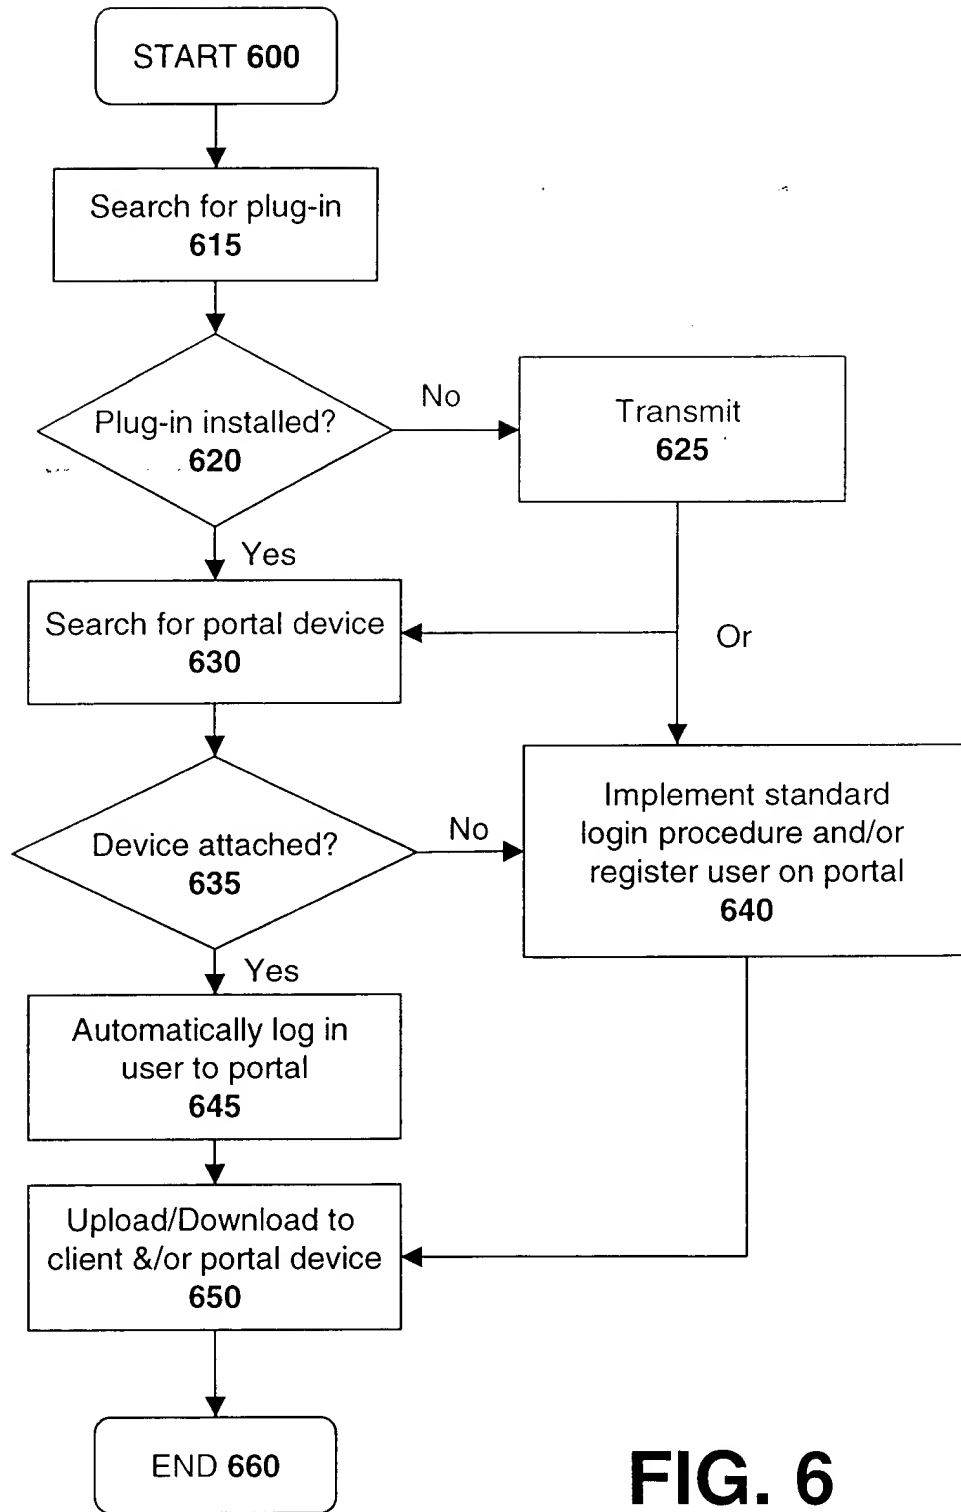 START 600
Search for plug-in
615
Plug-in installed?
620
No
Transmit
625
Yes
Search for portal device
630
Or
Device attached?
635
No
Implement standard
login procedure and/or
register user on portal
640
Yes
Automatically log in
user to portal
645
Upload/Download to
client &/or portal device
650
END 660
FIG. 6